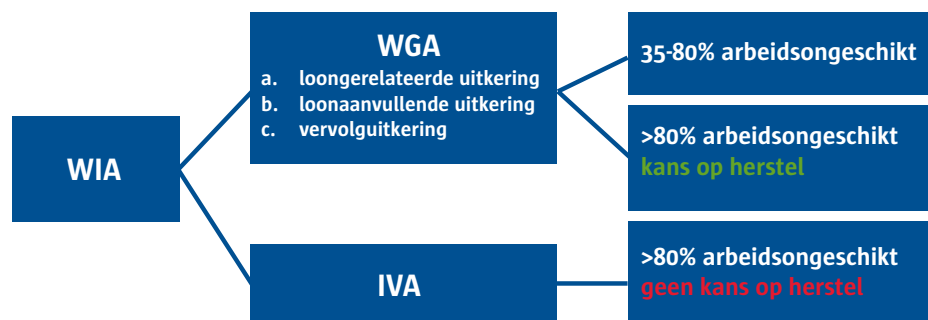 WIA
WGA
a. loongerelateerde uitkering
b. loonaanvullende uitkering
c. vervolguitkering
35-80% arbeidsongeschikt
>80% arbeidsongeschikt
kans op herstel
IVA
>80% arbeidsongeschikt
geen kans op herstel